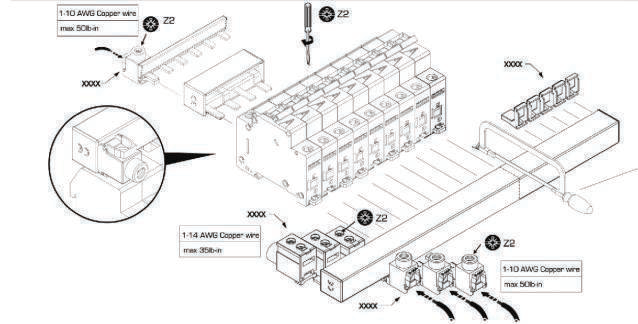 1-10 AWG Copper wire
max 50lb-in
Z2
XXXX
Z2
XXXX
XXXX
Z2
1-14 AWG Copper wire
max 35lb-in
Z2
1-10 AWG Copper wire
max 50lb-in
XXXX